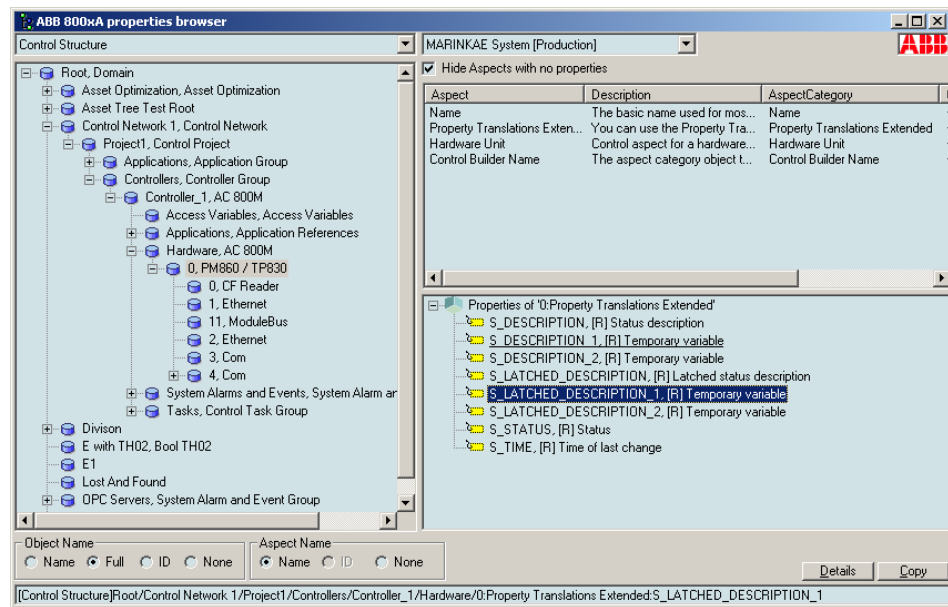 ABB 800xA properties browser
Control Structure
MARINKAE System [Production]
ABB
Hide Aspects with no properties
Root, Domain
Asset Optimization, Asset Optimization
Asset Tree Test Root
Control Network 1, Control Network
Project1, Control Project
Applications, Application Group
Controllers, Controller Group
Controller_1, AC 800M
Access Variables, Access Variables
Applications, Application References
Hardware, AC 800M
0, PM860 / TP830
0, CF Reader
1, Ethernet
11, ModuleBus
2, Ethernet
3, Com
4, Com
System Alarms and Events, System Alarm ar
Tasks, Control Task Group
Divison
E with TH02, Bool TH02
E1
Lost And Found
OPC Servers, System Alarm and Event Group
Aspect Description AspectCategory
Name The basic name used for mos... Name
Property Translations Exten... You can use the Property Tra... Property Translations Extended
Hardware Unit Control aspect for a hardware... Hardware Unit
Control Builder Name The aspect category object t... Control Builder Name
Properties of '0:Property Translations Extended'
S_DESCRIPTION, [R] Status description
S_DESCRIPTION_1, [R] Temporary variable
S_DESCRIPTION_2, [R] Temporary variable
S_LATCHED_DESCRIPTION, [R] Latched status description
S_LATCHED_DESCRIPTION_1, [R] Temporary variable
S_LATCHED_DESCRIPTION_2, [R] Temporary variable
S_STATUS, [R] Status
S_TIME, [R] Time of last change
Object Name
Name Full ID None
Aspect Name
Name ID None
Details Copy
[Control Structure]Root/Control Network 1/Project1/Controllers/Controller_1/Hardware/0:Property Translations Extended:S_LATCHED_DESCRIPTION_1